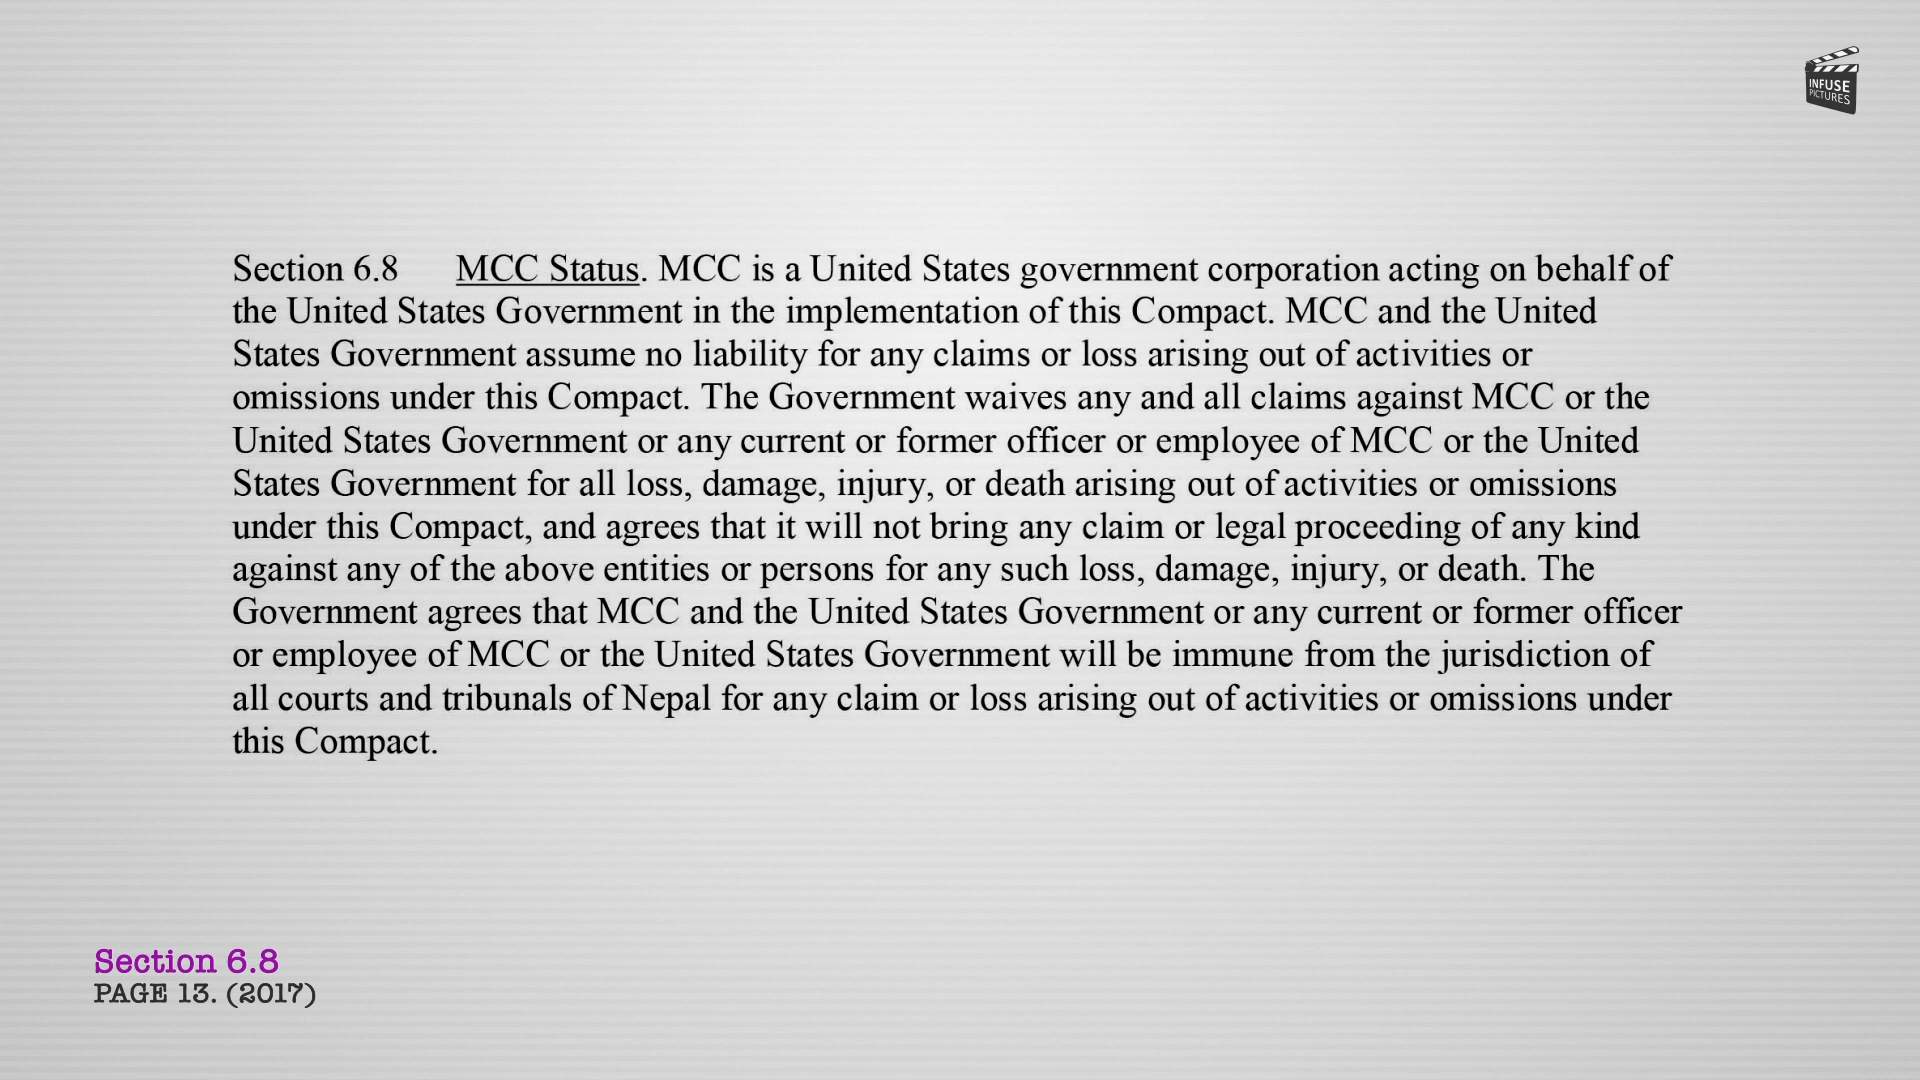 INFUSE
PICTURES
Section 6.8 MCC Status. MCC is a United States government corporation acting on behalf of
the United States Government in the implementation of this Compact. MCC and the United
States Government assume no liability for any claims or loss arising out of activities or
omissions under this Compact. The Government waives any and all claims against MCC or the
United States Government or any current or former officer or employee of MCC or the United
States Government for all loss, damage, injury, or death arising out of activities or omissions
under this Compact, and agrees that it will not bring any claim or legal proceeding of any kind
against any of the above entities or persons for any such loss, damage, injury, or death. The
Government agrees that MCC and the United States Government or any current or former officer
or employee of MCC or the United States Government will be immune from the jurisdiction of
all courts and tribunals of Nepal for any claim or loss arising out of activities or omissions under
this Compact.
Section 6.8
PAGE 13. (2017)